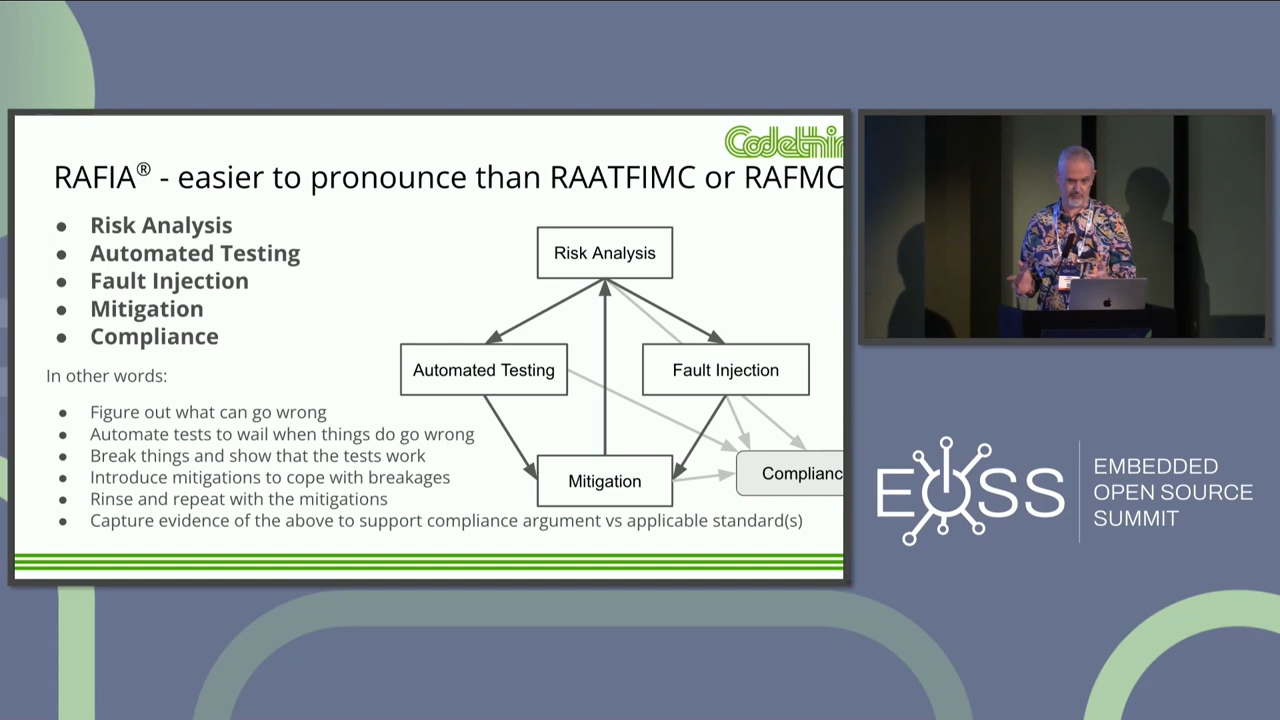 Codethin
RAFIA® - easier to pronounce than RAATFIMC or RAFMC
● Risk Analysis
● Automated Testing
● Fault Injection
● Mitigation
● Compliance
In other words:
● Figure out what can go wrong
● Automate tests to wail when things do go wrong
● Break things and show that the tests work
● Introduce mitigations to cope with breakages
● Rinse and repeat with the mitigations
● Capture evidence of the above to support compliance argument vs applicable standard(s)
Risk Analysis
Automated Testing
Fault Injection
Mitigation
Complianc
EOSS
EMBEDDED
OPEN SOURCE
SUMMIT